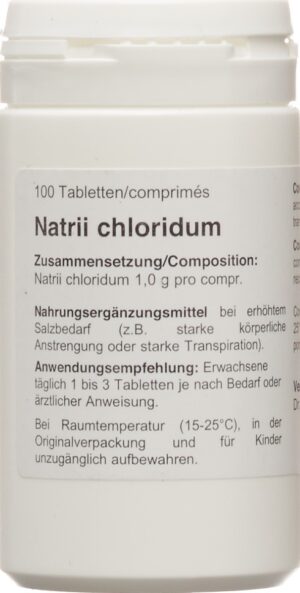 100 Tabletten/comprimés
Natrii chloridum
Zusammensetzung/Composition:
Natrii chloridum 1,0 g pro compr.
Nahrungsergänzungsmittel bei erhöhtem
Salzbedarf (z.B. starke körperliche
Anstrengung oder starke Transpiration).
Anwendungsempfehlung: Erwachsene
täglich 1 bis 3 Tabletten je nach Bedarf oder
ärztlicher Anweisung.
Bei Raumtemperatur (15-25°C), in der
Originalverpackung und für Kinder
unzugänglich aufbewahren.